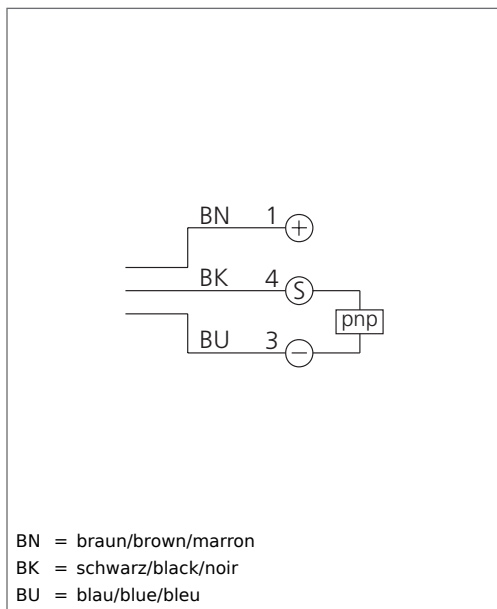 BN 1 +
BK 4 S
pnp
BU 3 −
BN = braun/brown/marron
BK = schwarz/black/noir
BU = blau/blue/bleu